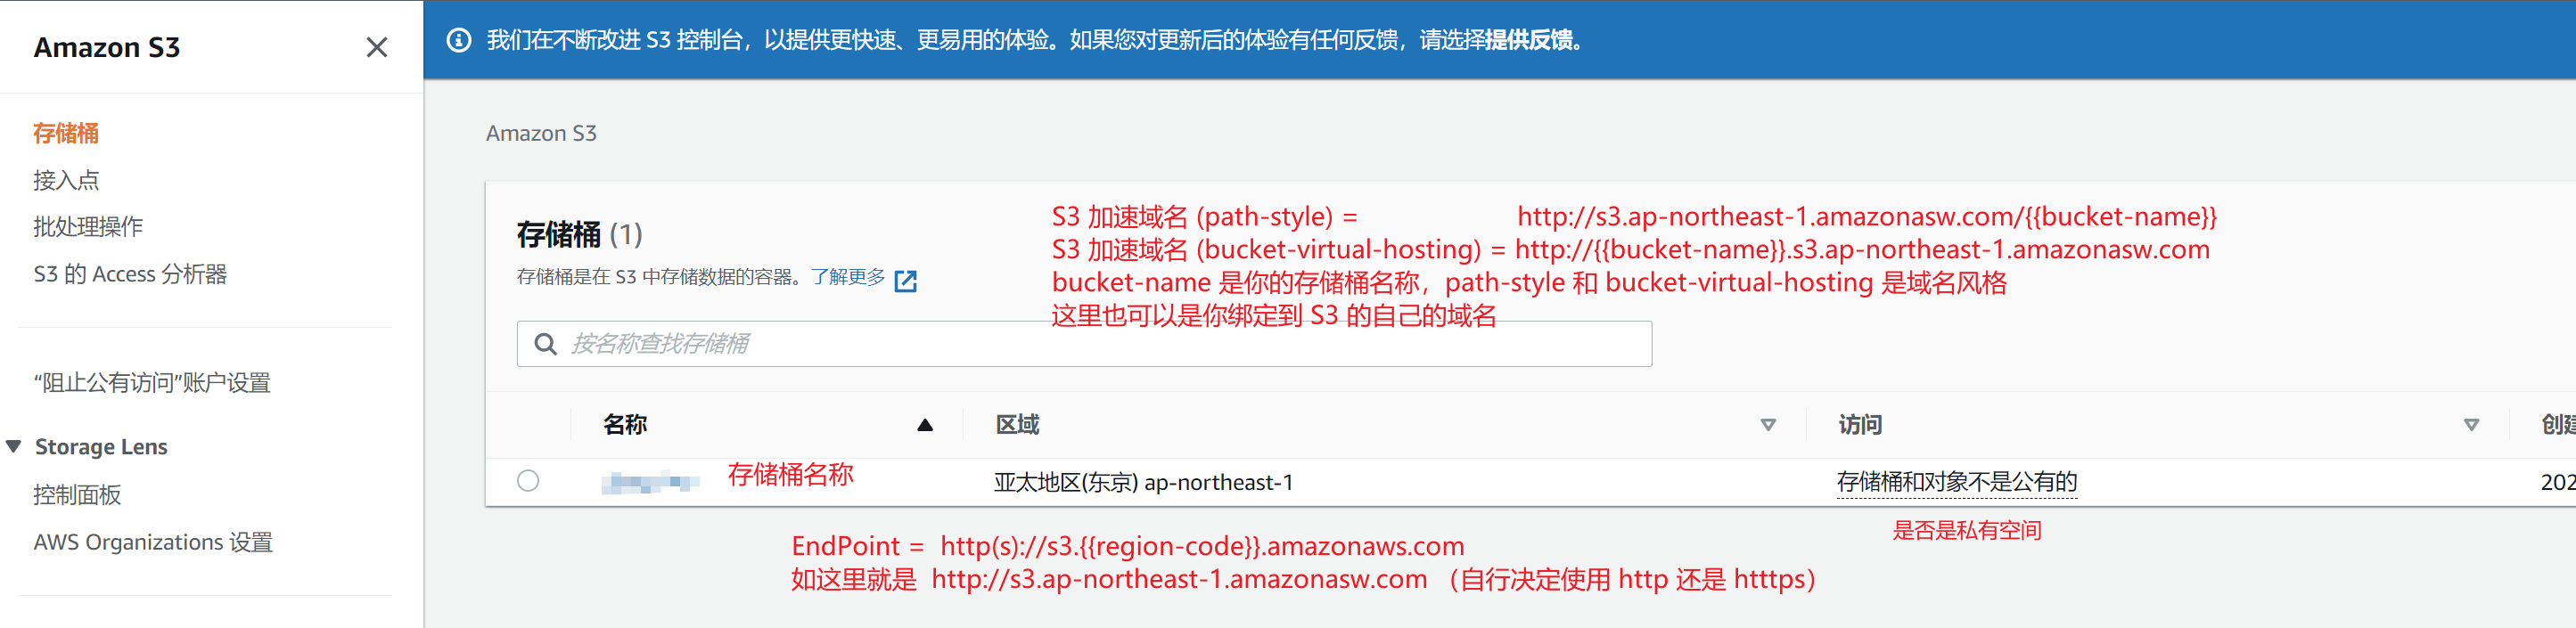 Amazon S3
存储桶
接入点
批处理操作
S3 的 Access 分析器
“阻止公有访问”账户设置
Storage Lens
控制面板
AWS Organizations 设置
我们在不断改进 S3 控制台，以提供更快速、更易用的体验。如果您对更新后的体验有任何反馈，请选择提供反馈。
Amazon S3
存储桶 (1)
存储桶是在 S3 中存储数据的容器。了解更多
S3 加速域名 (path-style) = http://s3.ap-northeast-1.amazonasw.com/{{bucket-name}}
S3 加速域名 (bucket-virtual-hosting) = http://{{bucket-name}}.s3.ap-northeast-1.amazonasw.com
bucket-name 是你的存储桶名称，path-style 和 bucket-virtual-hosting 是域名风格
这里也可以是你绑定到 S3 的自己的域名
按名称查找存储桶
名称 区域 访问 创建
存储桶名称 亚太地区(东京) ap-northeast-1 存储桶和对象不是公有的 202
是否是私有空间
EndPoint = http(s)://s3.{{region-code}}.amazonaws.com
如这里就是 http://s3.ap-northeast-1.amazonasw.com （自行决定使用 http 还是 htttps）